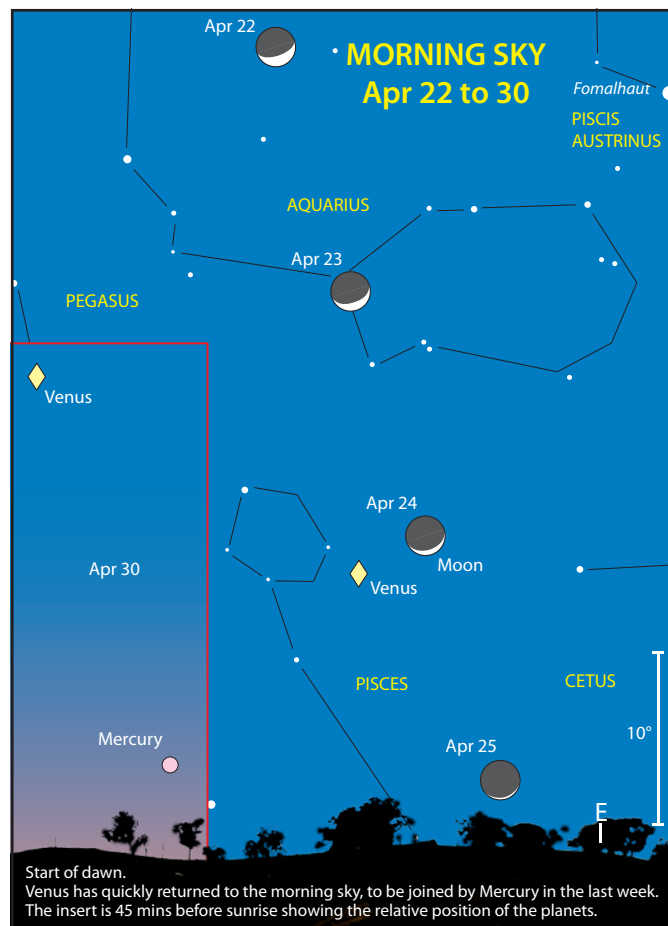 Apr 22
MORNING SKY
Apr 22 to 30
Fomalhaut
PISCIS
AUSTRINUS
AQUARIUS
Apr 23
PEGASUS
Venus
Apr 24
Moon
Venus
Apr 30
PISCES
CETUS
10°
Mercury
Apr 25
E
Start of dawn.
Venus has quickly returned to the morning sky, to be joined by Mercury in the last week.
The insert is 45 mins before sunrise showing the relative position of the planets.